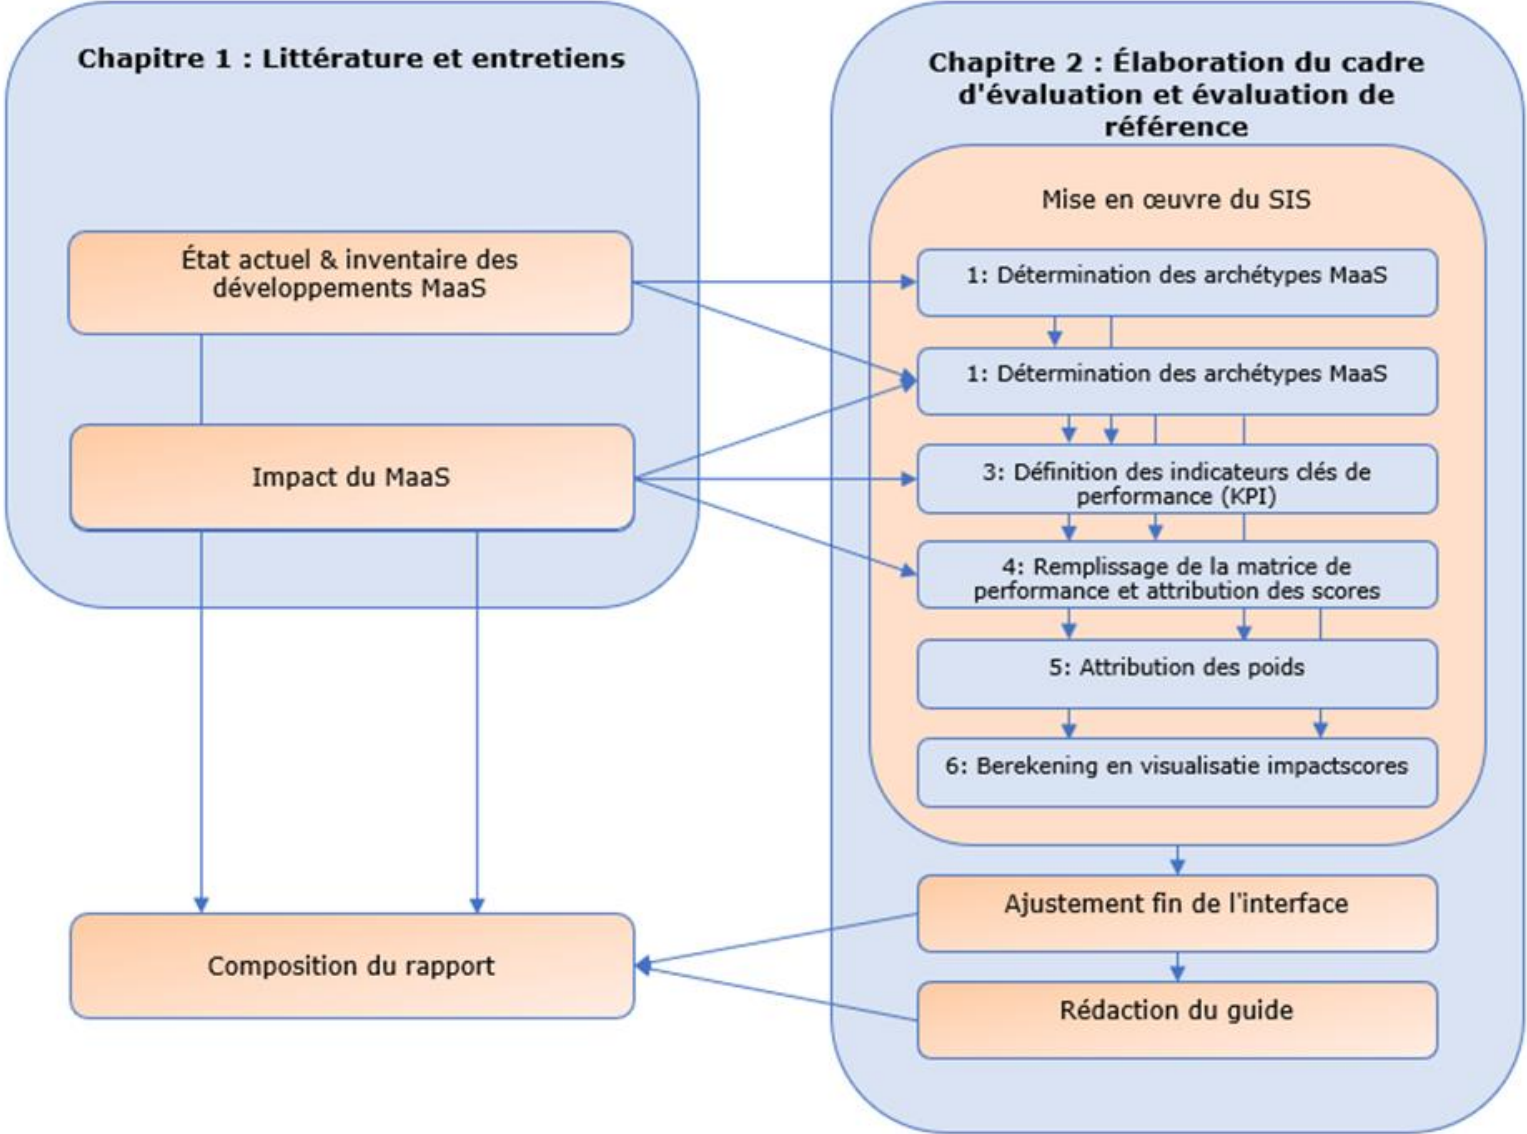 Chapitre 1 : Littérature et entretiens
État actuel & inventaire des
développements MaaS
Impact du MaaS
Composition du rapport
Chapitre 2 : Élaboration du cadre
d'évaluation et évaluation de
référence
Mise en œuvre du SIS
1: Détermination des archétypes MaaS
1: Détermination des archétypes MaaS
3: Définition des indicateurs clés de
performance (KPI)
4: Remplissage de la matrice de
performance et attribution des scores
5: Attribution des poids
6: Berekening en visualisatie impactscores
Ajustement fin de l'interface
Rédaction du guide